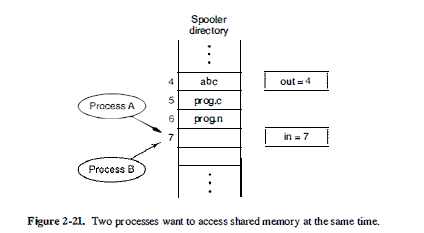 Spooler
directory
4 abc out = 4
Process A 5 prog.c
6 prog.n
7 in = 7
Process B
Figure 2-21. Two processes want to access shared memory at the same time.